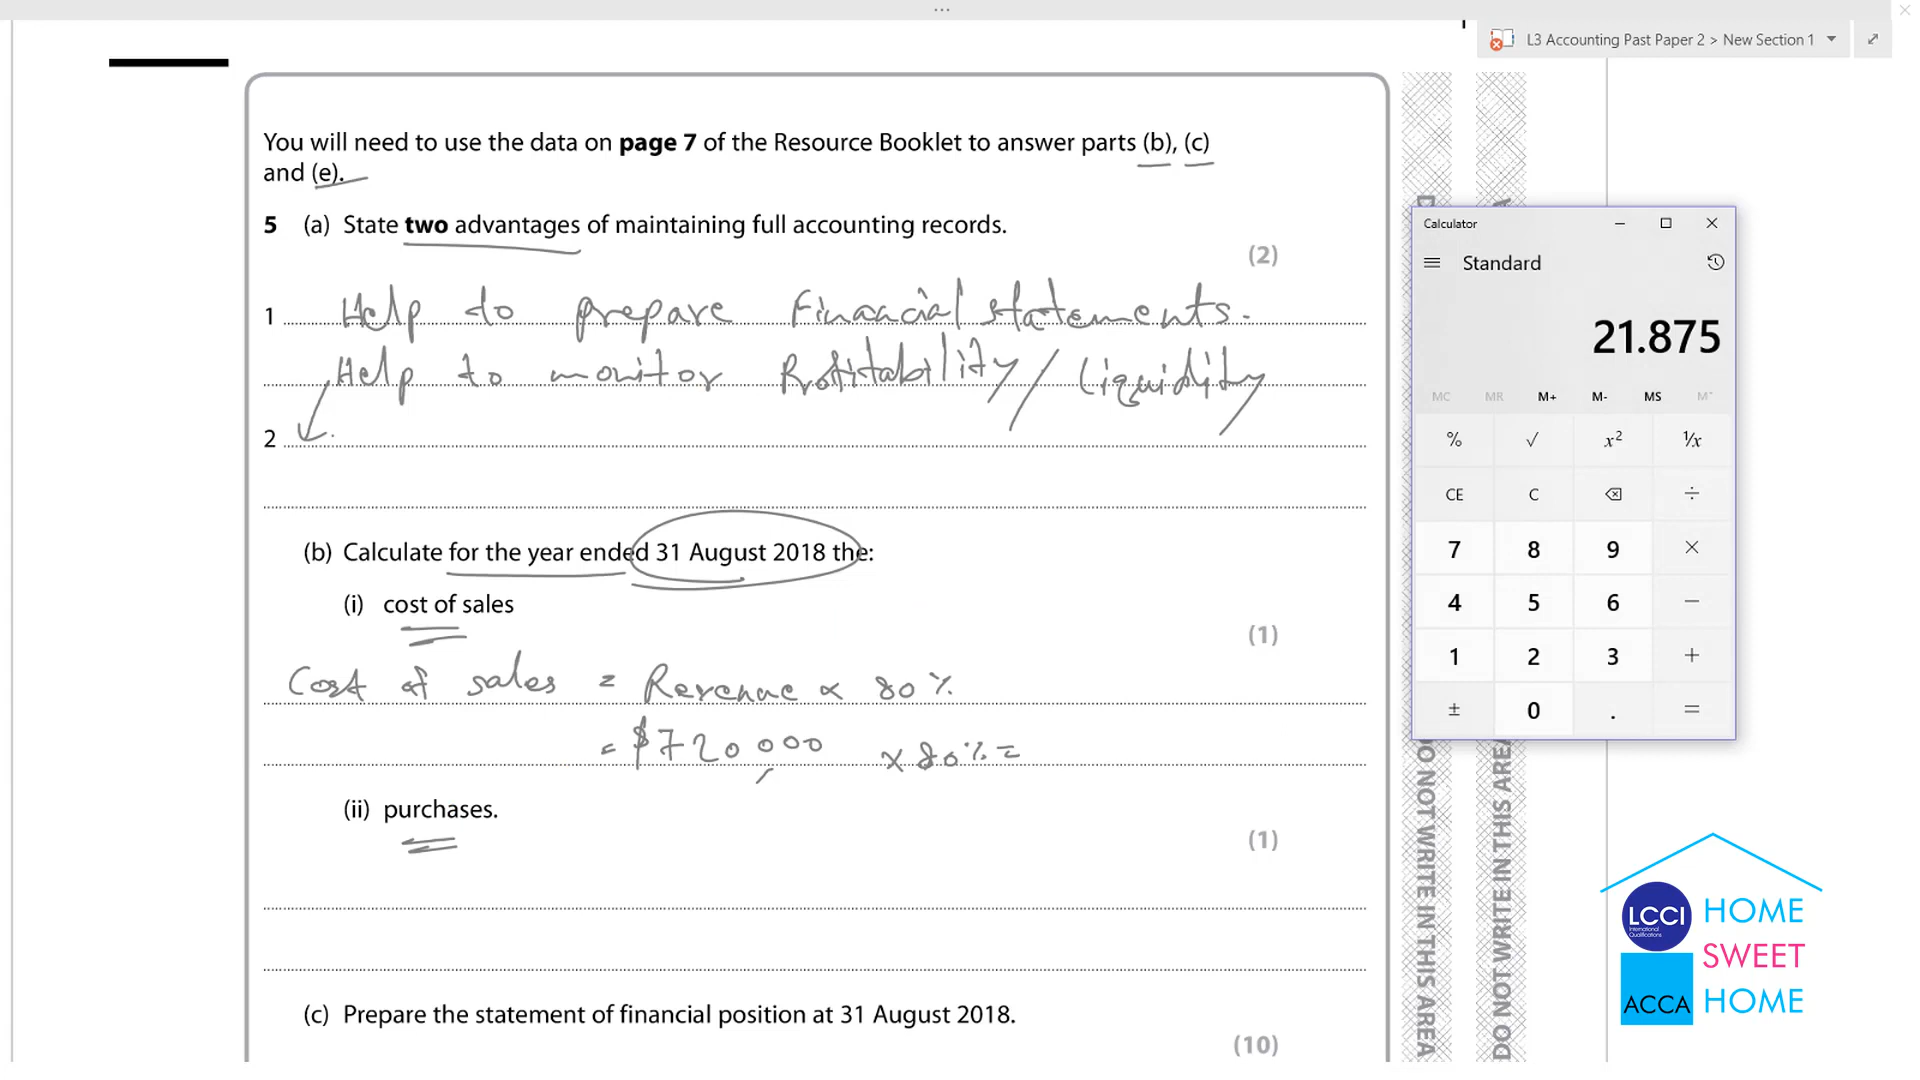 ...
L3 Accounting Past Paper 2 > New Section 1
You will need to use the data on page 7 of the Resource Booklet to answer parts (b), (c)
and (e).
5 (a) State two advantages of maintaining full accounting records.
(2)
1 Help to prepare Financial statements.
Help to monitor Profitability / Liquidity
2
(b) Calculate for the year ended 31 August 2018 the:
(i) cost of sales
(1)
Cost of sales = Revenue × 80%
= $720,000 × 80% =
(ii) purchases.
(1)
(c) Prepare the statement of financial position at 31 August 2018.
(10)
DO NOT WRITE IN THIS AREA
DO NOT WRITE IN THIS AREA
Calculator
Standard
21.875
MC MR M+ M- MS
% √ x² ¹/x
CE C ÷
7 8 9 ×
4 5 6 −
1 2 3 +
± 0 . =
LCCI
International
Qualifications
ACCA
HOME
SWEET
HOME